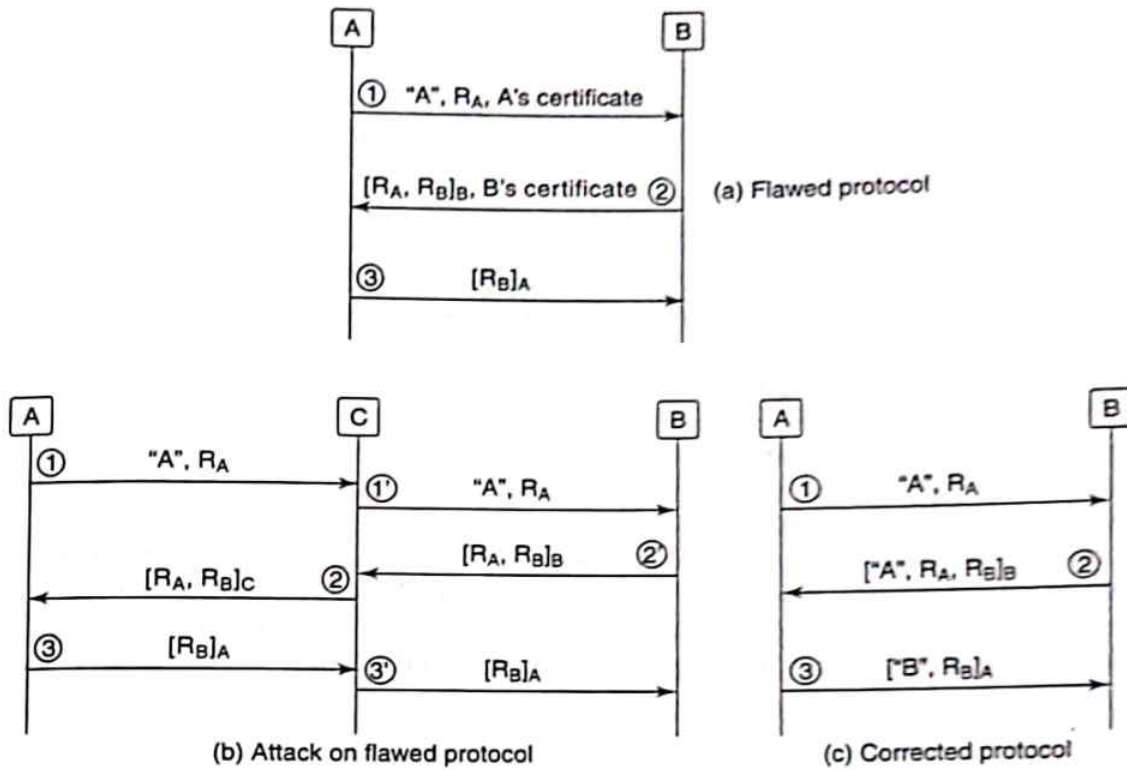 A B
① "A", R_A, A's certificate
[R_A, R_B]_B, B's certificate ② (a) Flawed protocol
③ [R_B]_A
A C B A B
① "A", R_A
①' "A", R_A
① "A", R_A
[R_A, R_B]_B ②'
["A", R_A, R_B]_B ②
[R_A, R_B]_C ②
③ [R_B]_A
③' [R_B]_A
③ ["B", R_B]_A
(b) Attack on flawed protocol (c) Corrected protocol